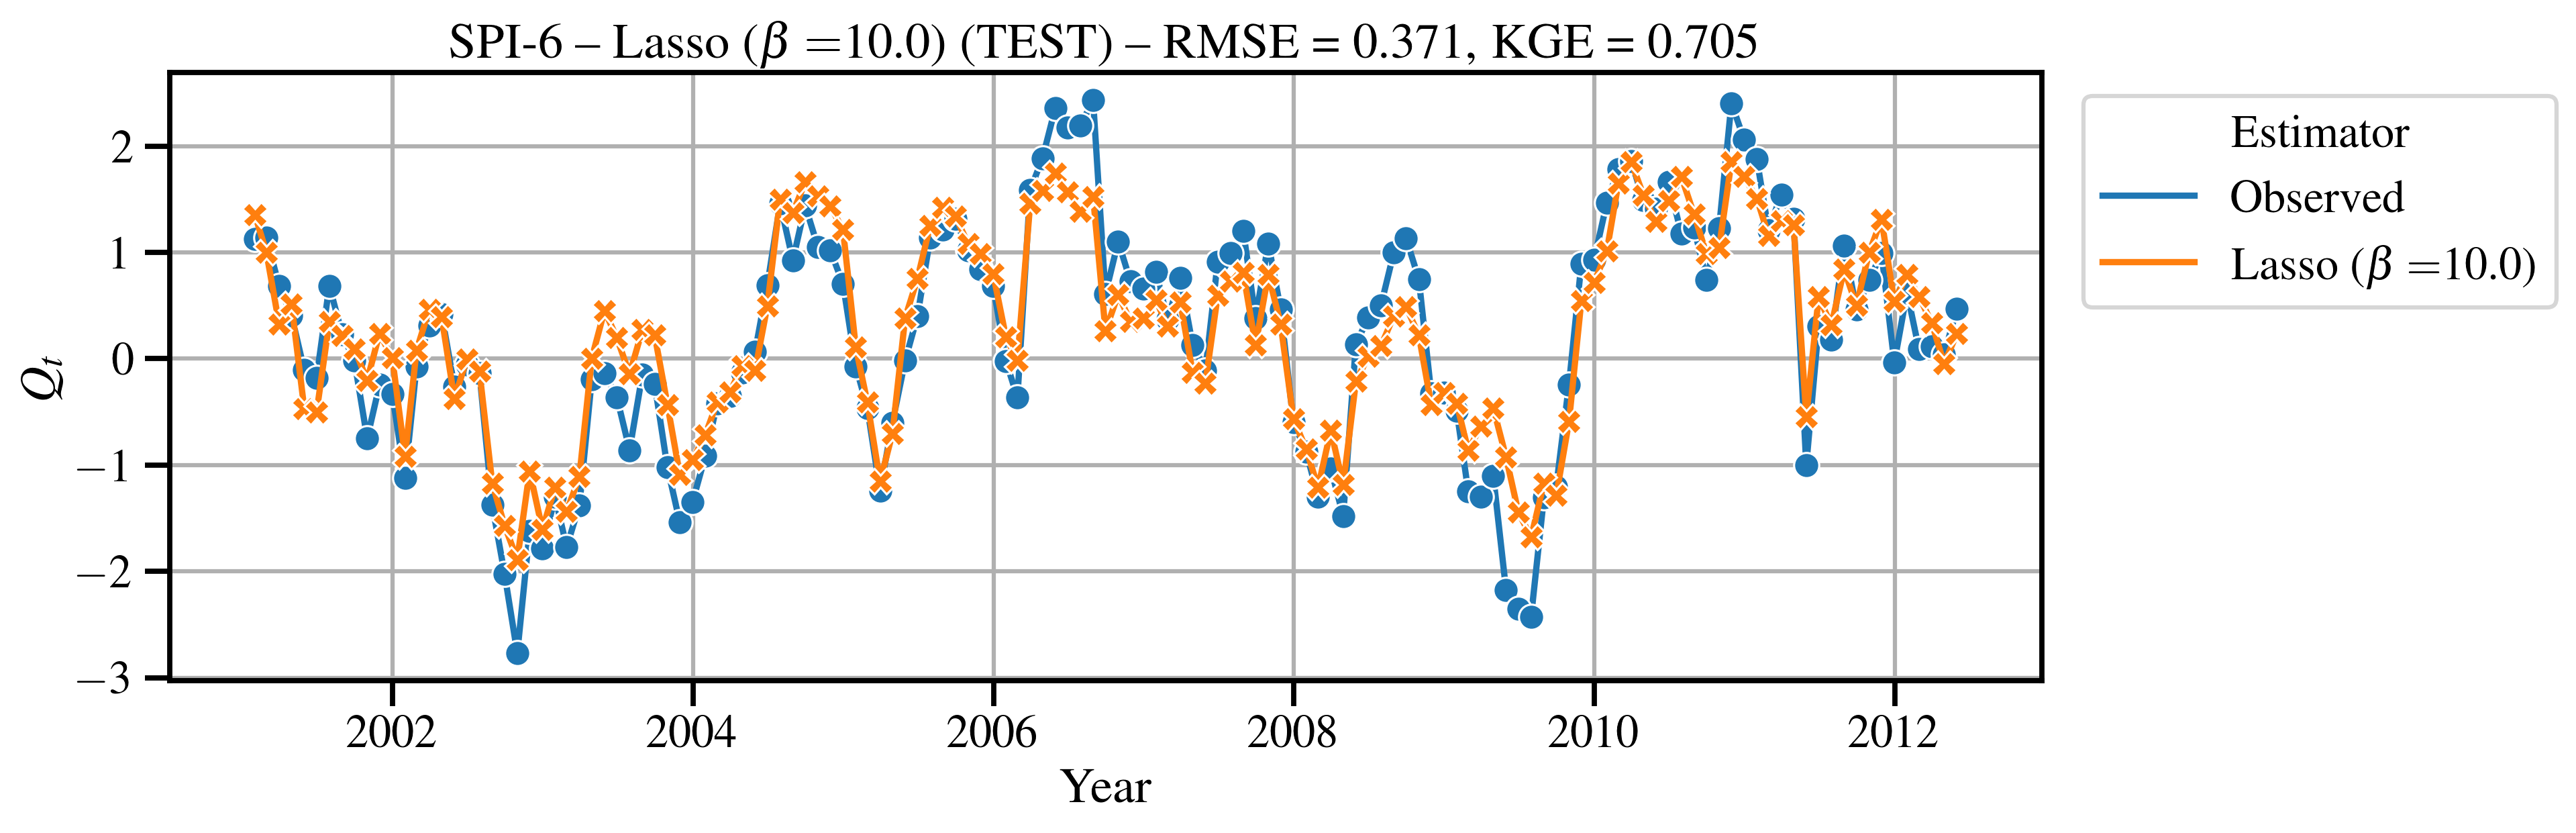 SPI-6 – Lasso (β =10.0) (TEST) – RMSE = 0.371, KGE = 0.705
Estimator
Observed
Lasso (β =10.0)
Qt
2
1
0
−1
−2
−3
2002 2004 2006 2008 2010 2012
Year